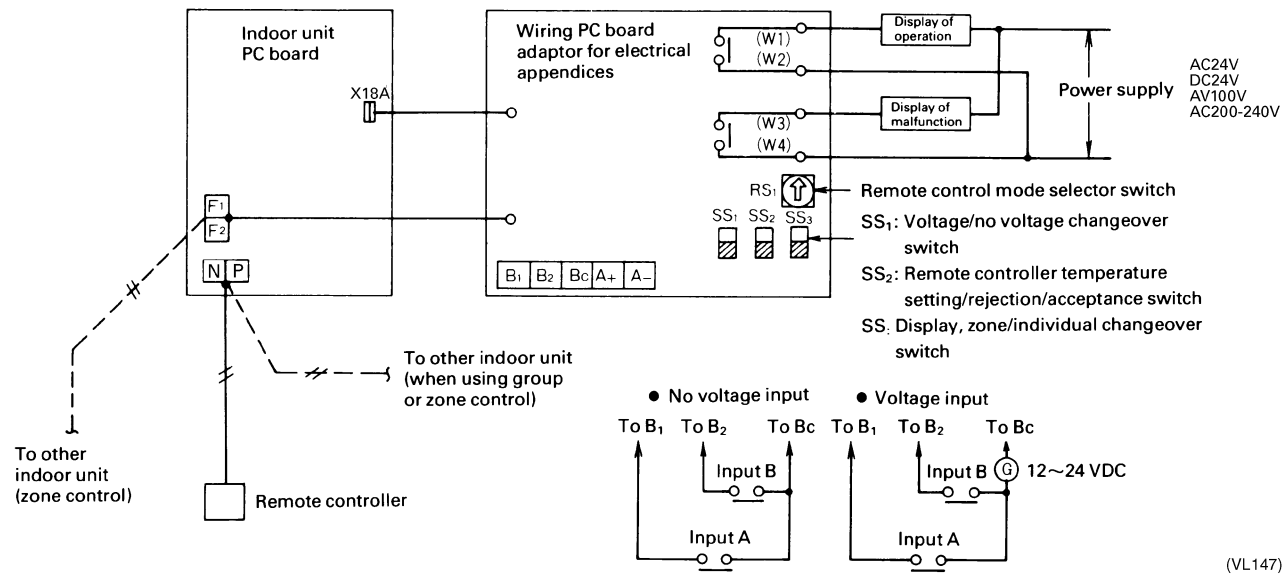 Indoor unit
PC board
X18A
F1
F2
N P
Wiring PC board
adaptor for electrical
appendices
(W1)
(W2)
(W3)
(W4)
Display of
operation
Display of
malfunction
Power supply
AC24V
DC24V
AV100V
AC200-240V
RS1
Remote control mode selector switch
SS1 SS2 SS3
SS1: Voltage/no voltage changeover
switch
SS2: Remote controller temperature
setting/rejection/acceptance switch
SS: Display, zone/individual changeover
switch
B1 B2 BC A+ A−
To other indoor unit
(when using group
or zone control)
To other
indoor unit
(zone control)
Remote controller
● No voltage input
To B1 To B2 To Bc
Input B
Input A
● Voltage input
To B1 To B2 To Bc
Input B G 12~24 VDC
Input A
(VL147)